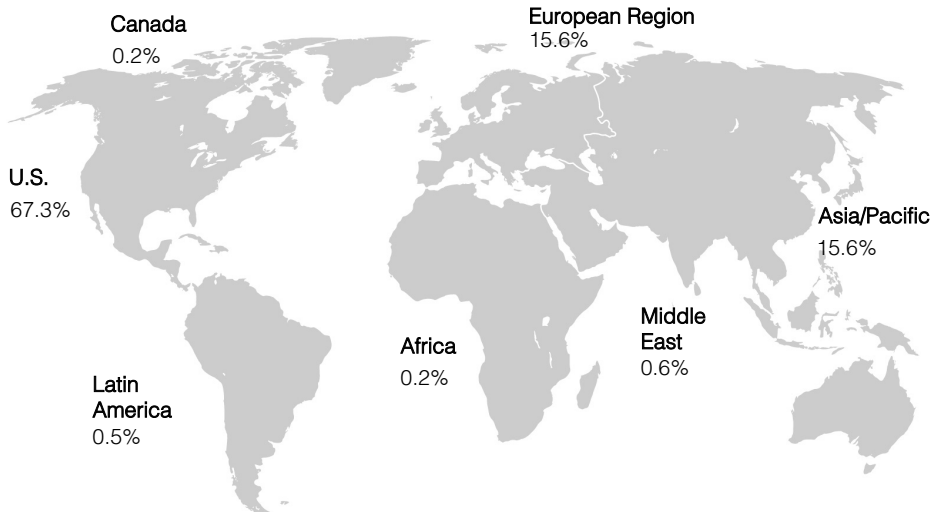 Canada
0.2%
European Region
15.6%
U.S.
67.3%
Asia/Pacific
15.6%
Middle
East
0.6%
Africa
0.2%
Latin
America
0.5%